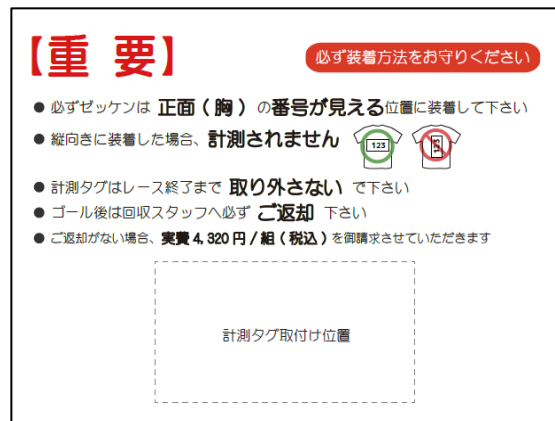 【重 要】
必ず装着方法をお守りください
● 必ずゼッケンは 正面（胸）の番号が見える位置に装着して下さい
● 縦向きに装着した場合、計測されません
123
123
● 計測タグはレース終了まで 取り外さない で下さい
● ゴール後は回収スタッフへ必ず ご返却 下さい
● ご返却がない場合、実費 4,320 円 / 組（税込）を御請求させていただきます
計測タグ取付け位置